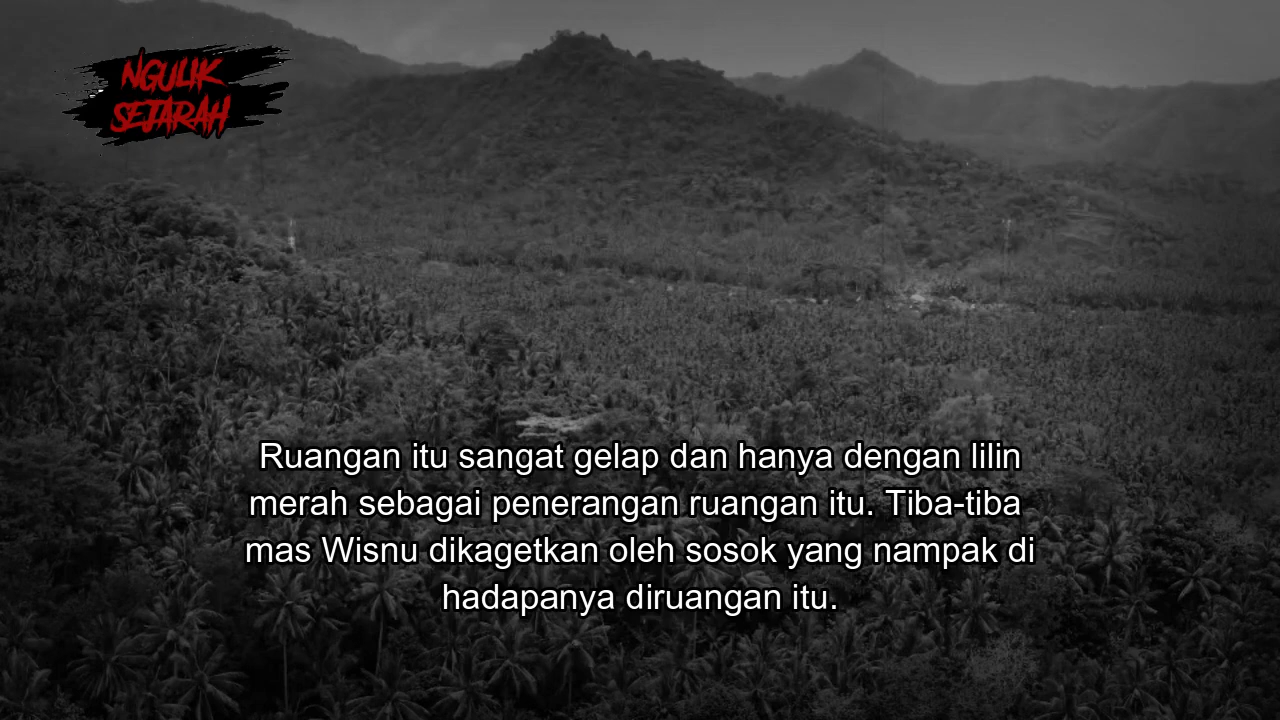 NGULIK
SEJARAH
Ruangan itu sangat gelap dan hanya dengan lilin
merah sebagai penerangan ruangan itu. Tiba-tiba
mas Wisnu dikagetkan oleh sosok yang nampak di
hadapanya diruangan itu.